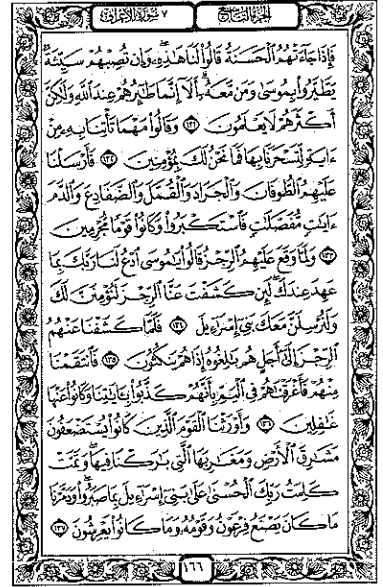 ٧ سورة الأعراف
الجزء التاسع
فَإِذَا جَآءَتْهُمُ ٱلْحَسَنَةُ قَالُوا۟ لَنَا هَـٰذِهِۦ ۖ وَإِن تُصِبْهُمْ سَيِّئَةٌ
يَطَّيَّرُوا۟ بِمُوسَىٰ وَمَن مَّعَهُۥٓ ۗ أَلَآ إِنَّمَا طَـٰٓئِرُهُمْ عِندَ ٱللَّهِ وَلَـٰكِنَّ
أَكْثَرَهُمْ لَا يَعْلَمُونَ ١٣١ وَقَالُوا۟ مَهْمَا تَأْتِنَا بِهِۦ مِنْ
ءَايَةٍ لِّتَسْحَرَنَا بِهَا فَمَا نَحْنُ لَكَ بِمُؤْمِنِينَ ١٣٢ فَأَرْسَلْنَا
عَلَيْهِمُ ٱلطُّوفَانَ وَٱلْجَرَادَ وَٱلْقُمَّلَ وَٱلضَّفَادِعَ وَٱلدَّمَ
ءَايَـٰتٍ مُّفَصَّلَـٰتٍ فَٱسْتَكْبَرُوا۟ وَكَانُوا۟ قَوْمًا مُّجْرِمِينَ
١٣٣ وَلَمَّا وَقَعَ عَلَيْهِمُ ٱلرِّجْزُ قَالُوا۟ يَـٰمُوسَى ٱدْعُ لَنَا رَبَّكَ بِمَا
عَهِدَ عِندَكَ ۖ لَئِن كَشَفْتَ عَنَّا ٱلرِّجْزَ لَنُؤْمِنَنَّ لَكَ
وَلَنُرْسِلَنَّ مَعَكَ بَنِىٓ إِسْرَٰٓءِيلَ ١٣٤ فَلَمَّا كَشَفْنَا عَنْهُمُ
ٱلرِّجْزَ إِلَىٰٓ أَجَلٍ هُم بَـٰلِغُوهُ إِذَا هُمْ يَنكُثُونَ ١٣٥ فَٱنتَقَمْنَا
مِنْهُمْ فَأَغْرَقْنَـٰهُمْ فِى ٱلْيَمِّ بِأَنَّهُمْ كَذَّبُوا۟ بِـَٔايَـٰتِنَا وَكَانُوا۟ عَنْهَا
غَـٰفِلِينَ ١٣٦ وَأَوْرَثْنَا ٱلْقَوْمَ ٱلَّذِينَ كَانُوا۟ يُسْتَضْعَفُونَ
مَشَـٰرِقَ ٱلْأَرْضِ وَمَغَـٰرِبَهَا ٱلَّتِى بَـٰرَكْنَا فِيهَا ۖ وَتَمَّتْ
كَلِمَتُ رَبِّكَ ٱلْحُسْنَىٰ عَلَىٰ بَنِىٓ إِسْرَٰٓءِيلَ بِمَا صَبَرُوا۟ ۖ وَدَمَّرْنَا
مَا كَانَ يَصْنَعُ فِرْعَوْنُ وَقَوْمُهُۥ وَمَا كَانُوا۟ يَعْرِشُونَ ١٣٧
١٦٦